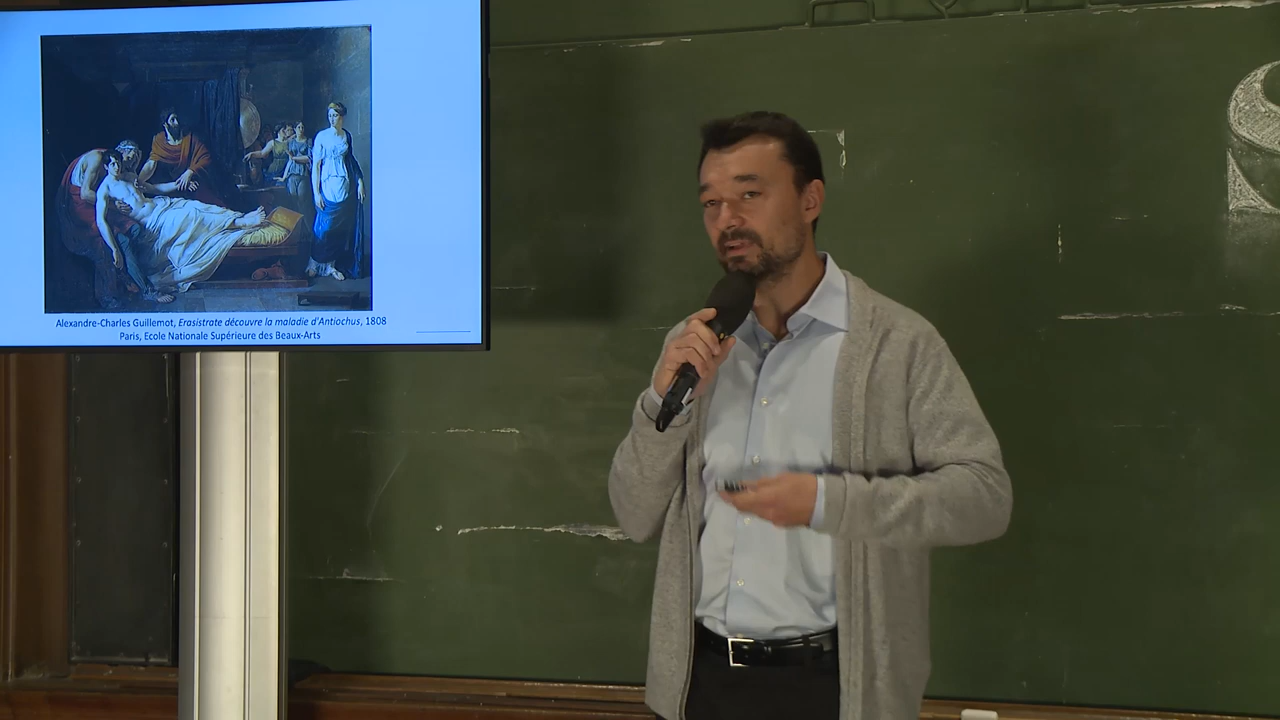 Alexandre-Charles Guillemot, Erasistrate découvre la maladie d'Antiochus, 1808
Paris, Ecole Nationale Supérieure des Beaux-Arts